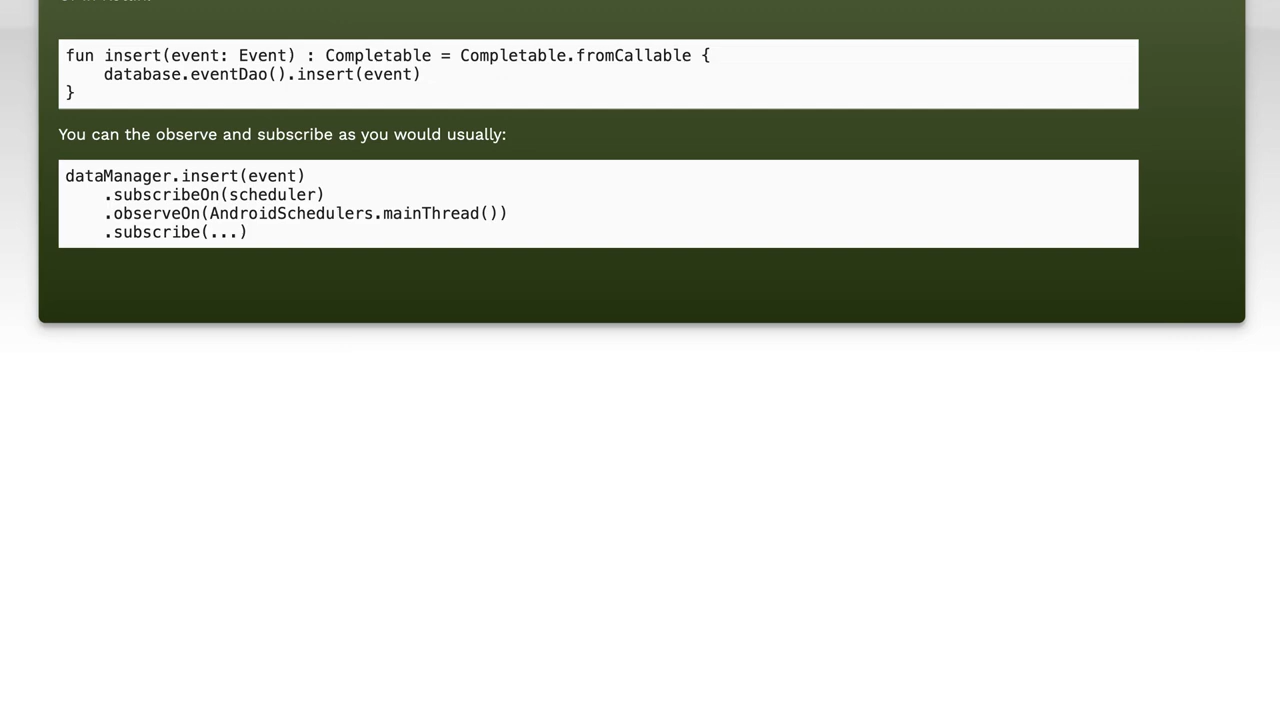 fun insert(event: Event) : Completable = Completable.fromCallable {
    database.eventDao().insert(event)
}
You can the observe and subscribe as you would usually:
dataManager.insert(event)
    .subscribeOn(scheduler)
    .observeOn(AndroidSchedulers.mainThread())
    .subscribe(...)